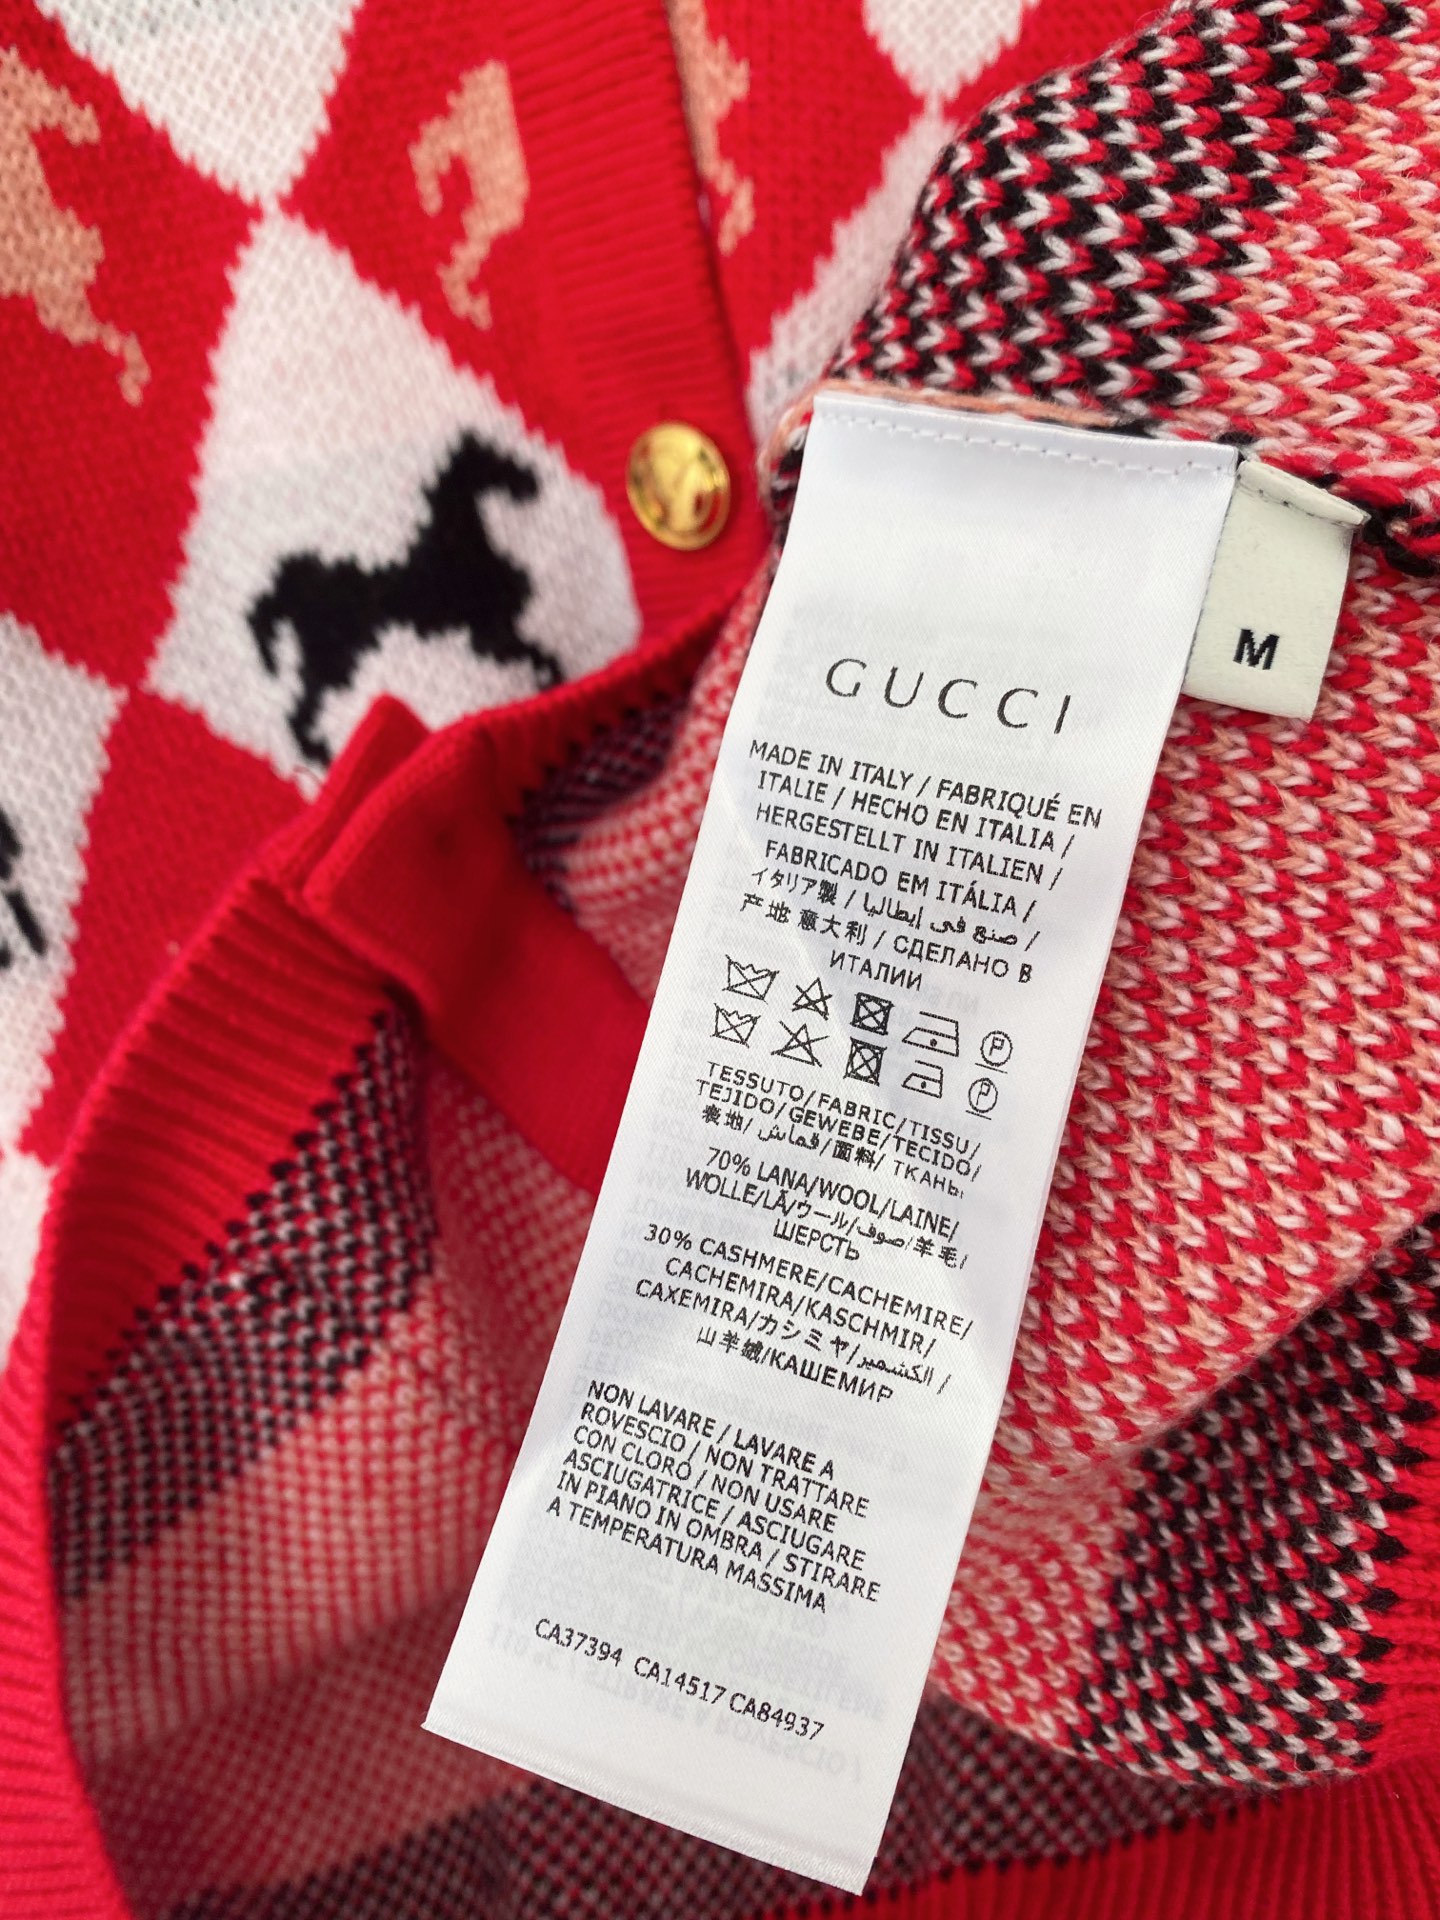 M
GUCCI
MADE IN ITALY / FABRIQUÉ EN
ITALIE / HECHO EN ITALIA /
HERGESTELLT IN ITALIEN /
FABRICADO EM ITÁLIA /
イタリア製 / صنع في إيطاليا /
产地 意大利 / СДЕЛАНО В
ИТАЛИИ
P
P
TESSUTO/FABRIC/TISSU/
TEJIDO/GEWEBE/TECIDO/
表地/ قماش/面料/ ТКАНЬ:
70% LANA/WOOL/LAINE/
WOLLE/LÃ/ウール/صوف/羊毛/
ШЕРСТЬ
30% CASHMERE/CACHEMIRE/
CACHEMIRA/KASCHMIR/
CAXEMIRA/カシミヤ/الكشمير/
山羊绒/КАШЕМИР
NON LAVARE / LAVARE A
ROVESCIO / NON TRATTARE
CON CLORO / NON USARE
ASCIUGATRICE / ASCIUGARE
IN PIANO IN OMBRA / STIRARE
A TEMPERATURA MASSIMA
CA37394 CA14517 CA84937